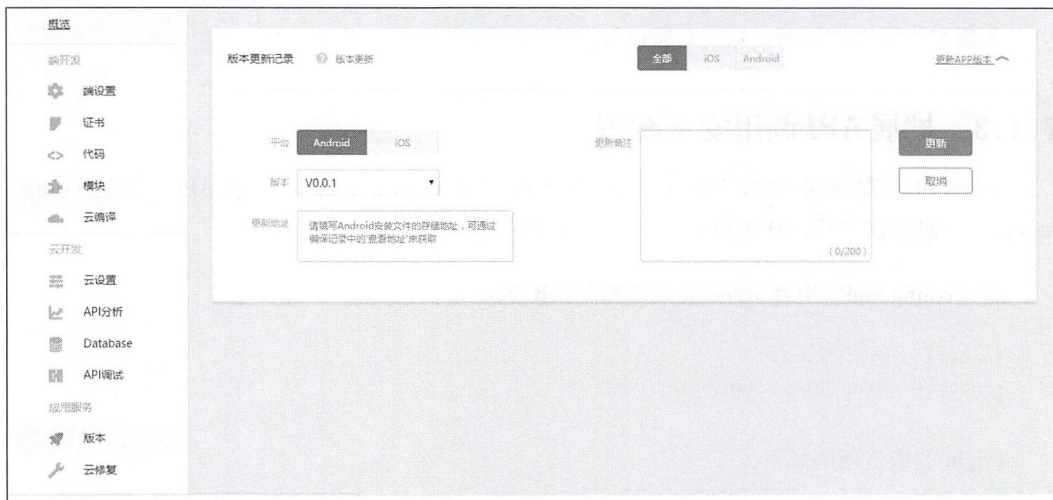 概览
端开发
端设置
证书
代码
模块
云编译
云开发
云设置
API分析
Database
API调试
应用服务
版本
云修复
版本更新记录 版本更新 全部 iOS Android 更新APP版本
平台 Android iOS
版本 V0.0.1
更新地址 请填写Android安装文件的存储地址，可通过
编译记录中的'查看地址'来获取
更新备注
( 0/200 )
更新
取消